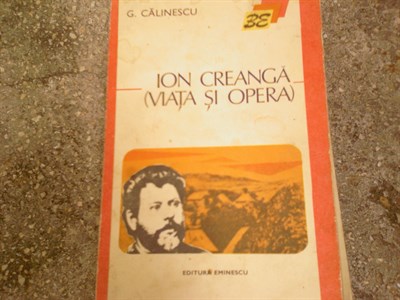 G. CĂLINESCU
BE
ION CREANGĂ
(VIAȚA ȘI OPERA)
EDITURA EMINESCU